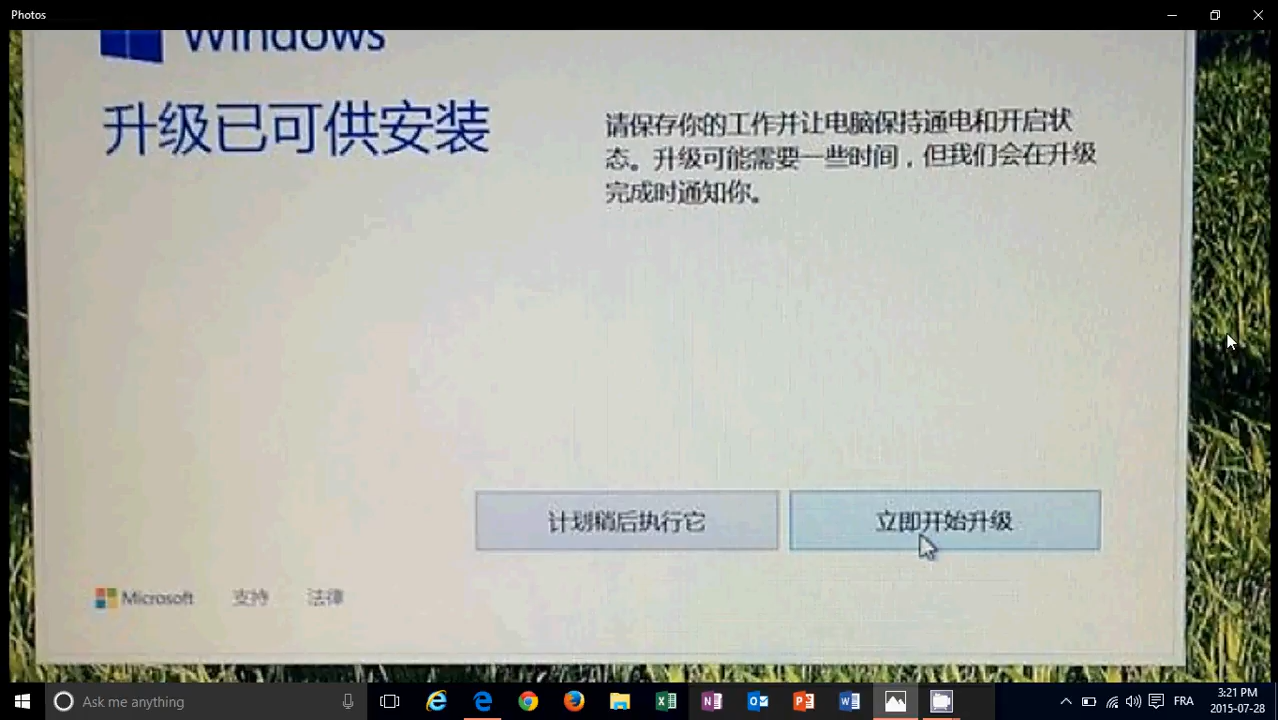 Photos
Windows
升级已可供安装
请保存你的工作并让电脑保持通电和开启状
态。升级可能需要一些时间，但我们会在升级
完成时通知你。
计划稍后执行它
立即开始升级
Microsoft 支持 法律
Ask me anything
FRA
3:21 PM
2015-07-28